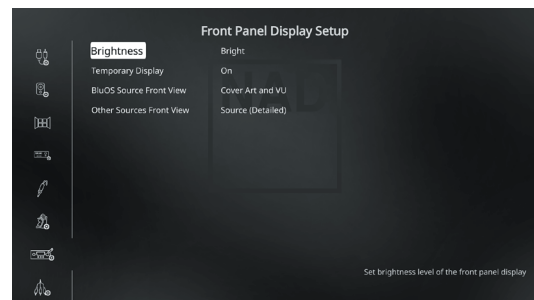 Front Panel Display Setup
Brightness Bright
Temporary Display On
BluOS Source Front View Cover Art and VU
Other Sources Front View Source (Detailed)
NAD
Set brightness level of the front panel display